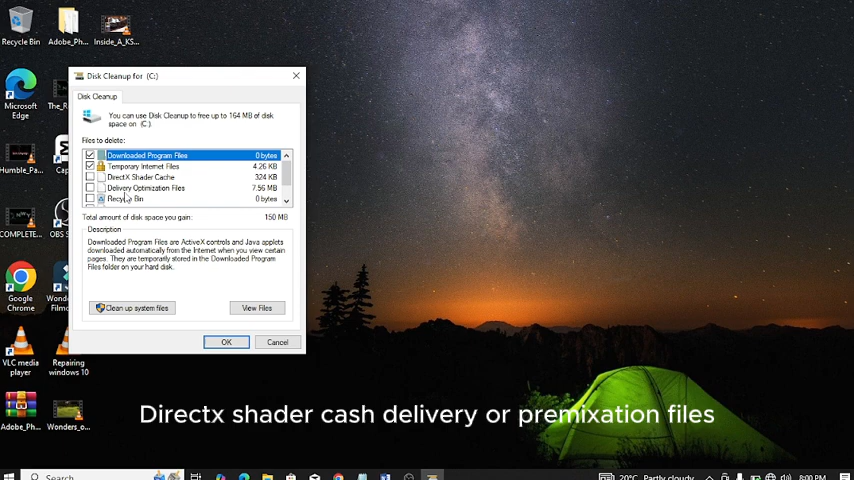 Recycle Bin
Adobe_Ph...
Inside_A_KS...
Microsoft
Edge
The_R
Humble_Pa...
Cap
COMPLETE...
OBS S
Google
Chrome
Wond
Filmo
VLC media
player
Repairing
windows 10
Adobe_Ph...
Wonders_o...
Disk Cleanup for (C:)
Disk Cleanup
You can use Disk Cleanup to free up to 164 MB of disk
space on (C:).
Files to delete:
Downloaded Program Files 0 bytes
Temporary Internet Files 4.26 KB
DirectX Shader Cache 324 KB
Delivery Optimization Files 7.56 MB
Recycle Bin 0 bytes
Total amount of disk space you gain: 150 MB
Description
Downloaded Program Files are ActiveX controls and Java applets
downloaded automatically from the Internet when you view certain
pages. They are temporarily stored in the Downloaded Program
Files folder on your hard disk.
Clean up system files
View Files
OK
Cancel
Directx shader cash delivery or premixation files
Search
20°C Partly cloudy
8:00 PM